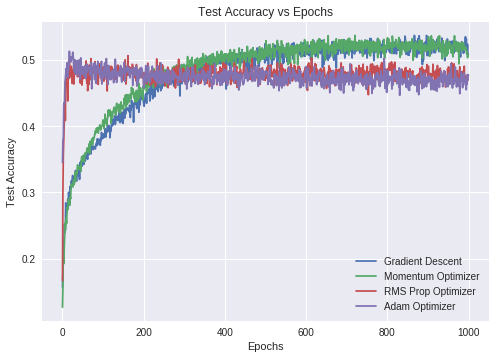 Test Accuracy vs Epochs
Test Accuracy
0.5
0.4
0.3
0.2
Gradient Descent
Momentum Optimizer
RMS Prop Optimizer
Adam Optimizer
0 200 400 600 800 1000
Epochs